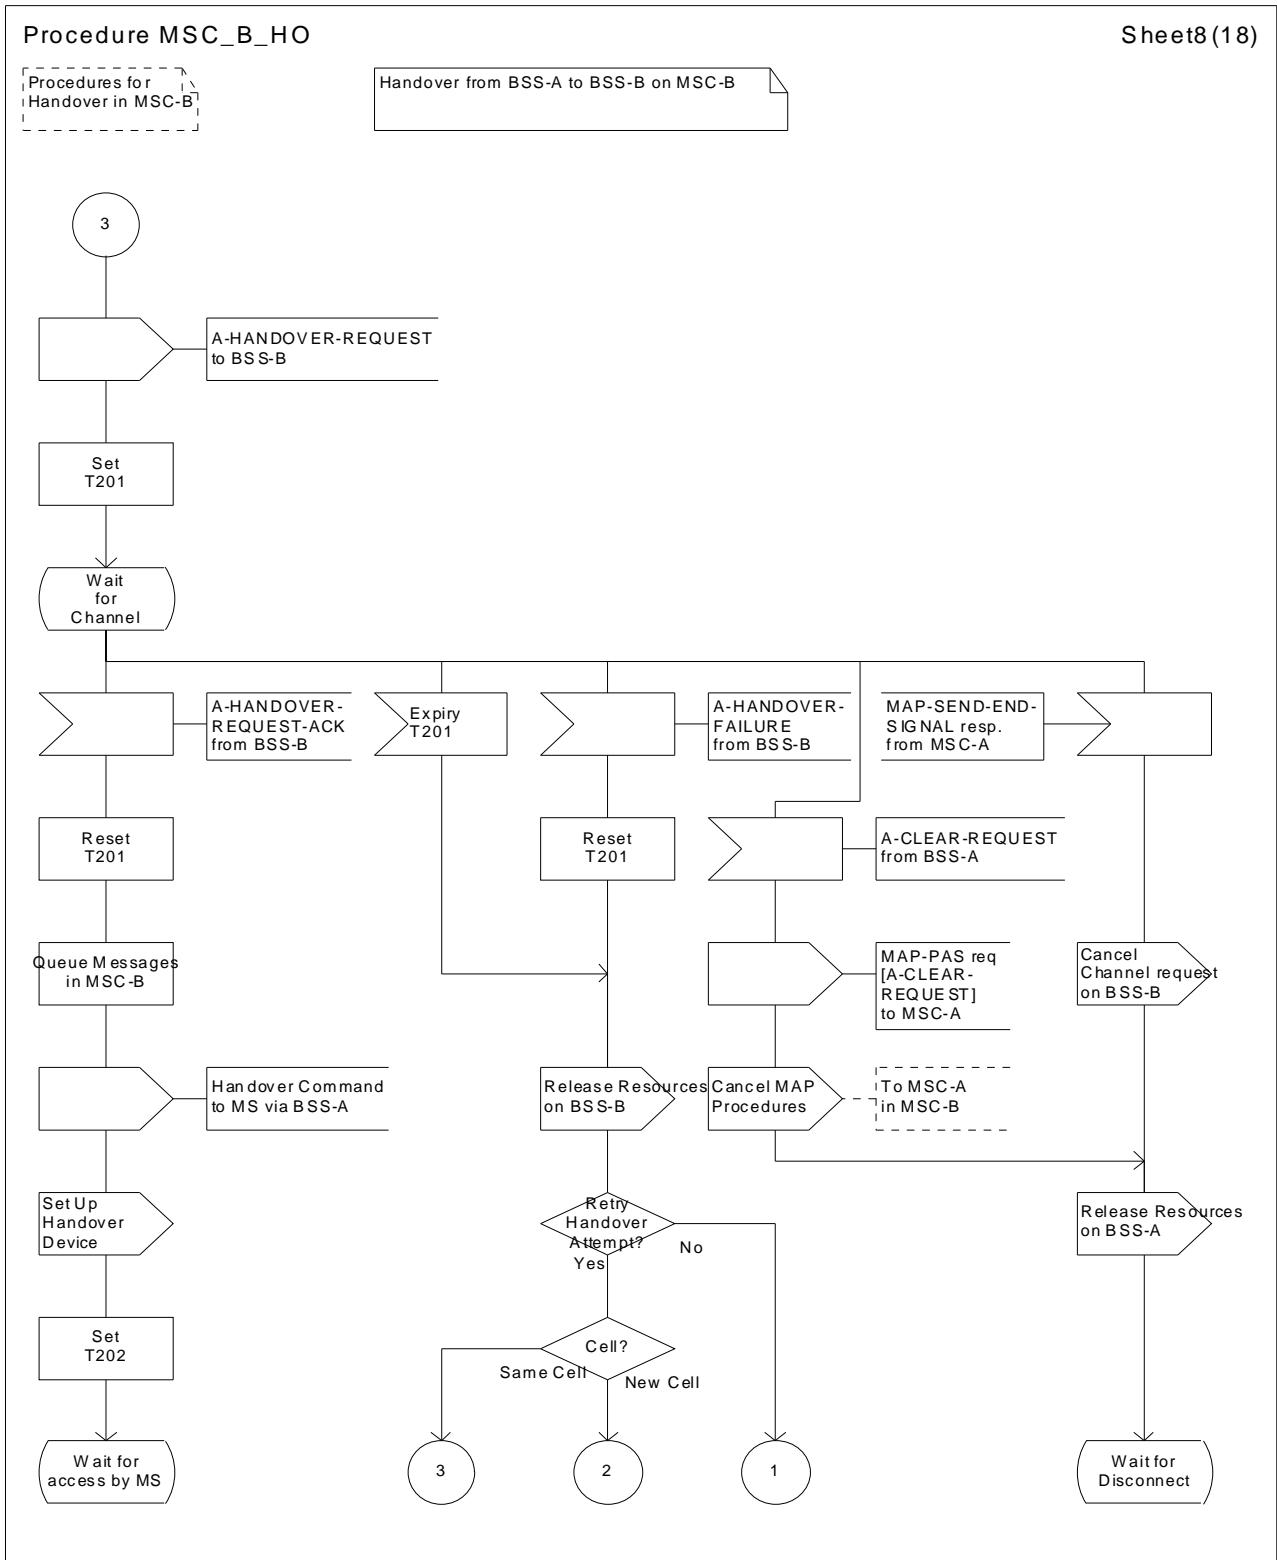 Procedure MSC_B_HO
Sheet8(18)
Procedures for
Handover in MSC-B
Handover from BSS-A to BSS-B on MSC-B
3
A-HANDOVER-REQUEST
to BSS-B
Set
T201
Wait
for
Channel
A-HANDOVER-
REQUEST-ACK
from BSS-B
Expiry
T201
A-HANDOVER-
FAILURE
from BSS-B
MAP-SEND-END-
SIGNAL resp.
from MSC-A
Reset
T201
Reset
T201
A-CLEAR-REQUEST
from BSS-A
Queue Messages
in MSC-B
MAP-PAS req
[A-CLEAR-
REQUEST]
to MSC-A
Cancel
Channel request
on BSS-B
Handover Command
to MS via BSS-A
Release Resources
on BSS-B
Cancel MAP
Procedures
To MSC-A
in MSC-B
Set Up
Handover
Device
Retry
Handover
Attempt?
Yes
No
Release Resources
on BSS-A
Set
T202
Cell?
Same Cell
New Cell
Wait for
access by MS
3
2
1
Wait for
Disconnect